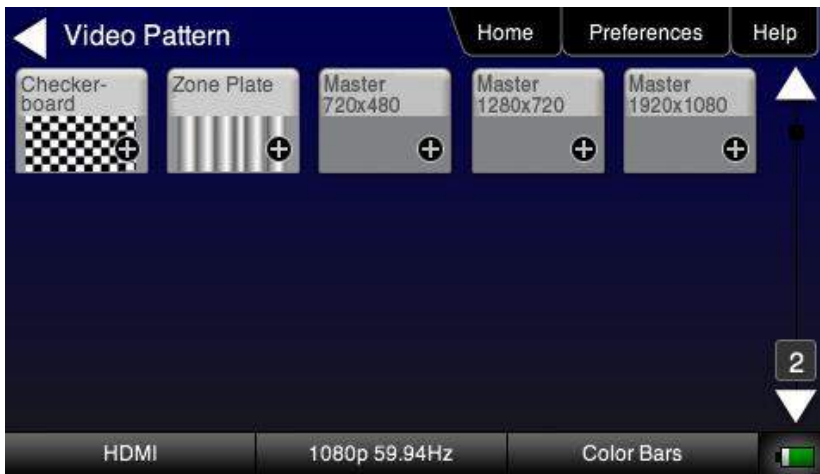 Video Pattern
Home
Preferences
Help
Checker-
board
Zone Plate
Master
720x480
Master
1280x720
Master
1920x1080
2
HDMI
1080p 59.94Hz
Color Bars